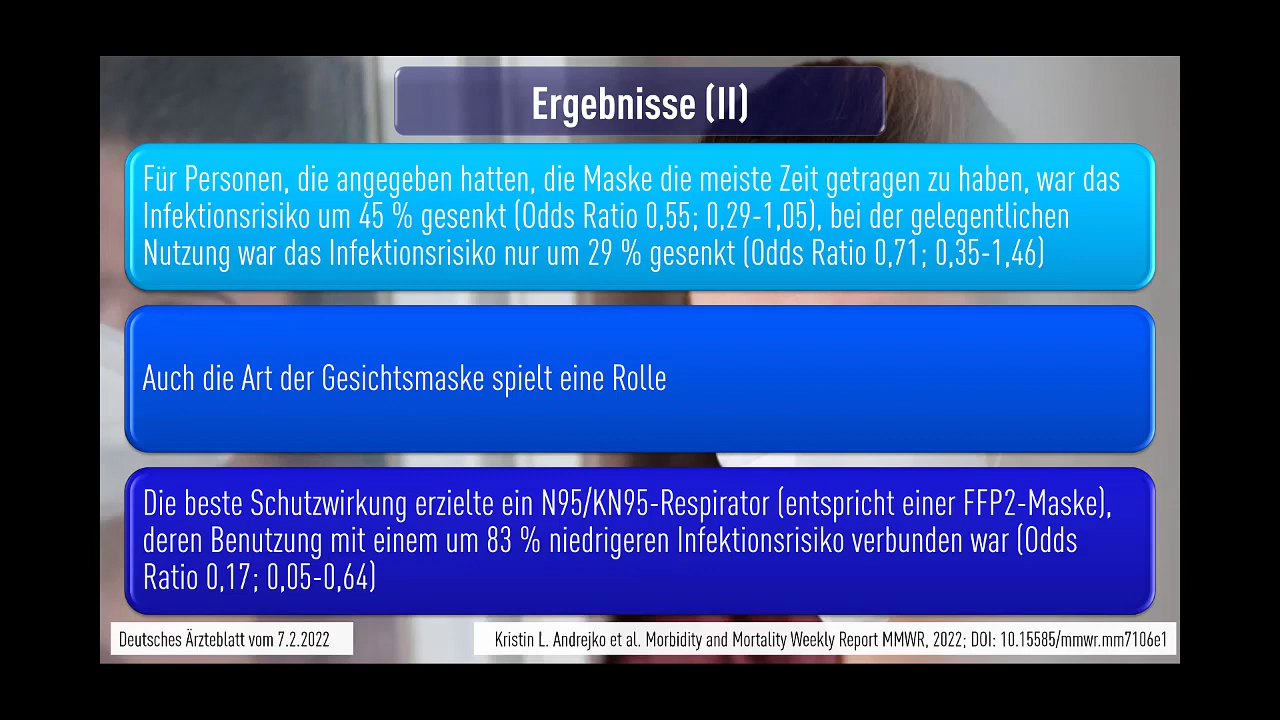 Ergebnisse (II)
Für Personen, die angegeben hatten, die Maske die meiste Zeit getragen zu haben, war das
Infektionsrisiko um 45 % gesenkt (Odds Ratio 0,55; 0,29-1,05), bei der gelegentlichen
Nutzung war das Infektionsrisiko nur um 29 % gesenkt (Odds Ratio 0,71; 0,35-1,46)
Auch die Art der Gesichtsmaske spielt eine Rolle
Die beste Schutzwirkung erzielte ein N95/KN95-Respirator (entspricht einer FFP2-Maske),
deren Benutzung mit einem um 83 % niedrigeren Infektionsrisiko verbunden war (Odds
Ratio 0,17; 0,05-0,64)
Deutsches Ärzteblatt vom 7.2.2022
Kristin L. Andrejko et al. Morbidity and Mortality Weekly Report MMWR, 2022; DOI: 10.15585/mmwr.mm7106e1